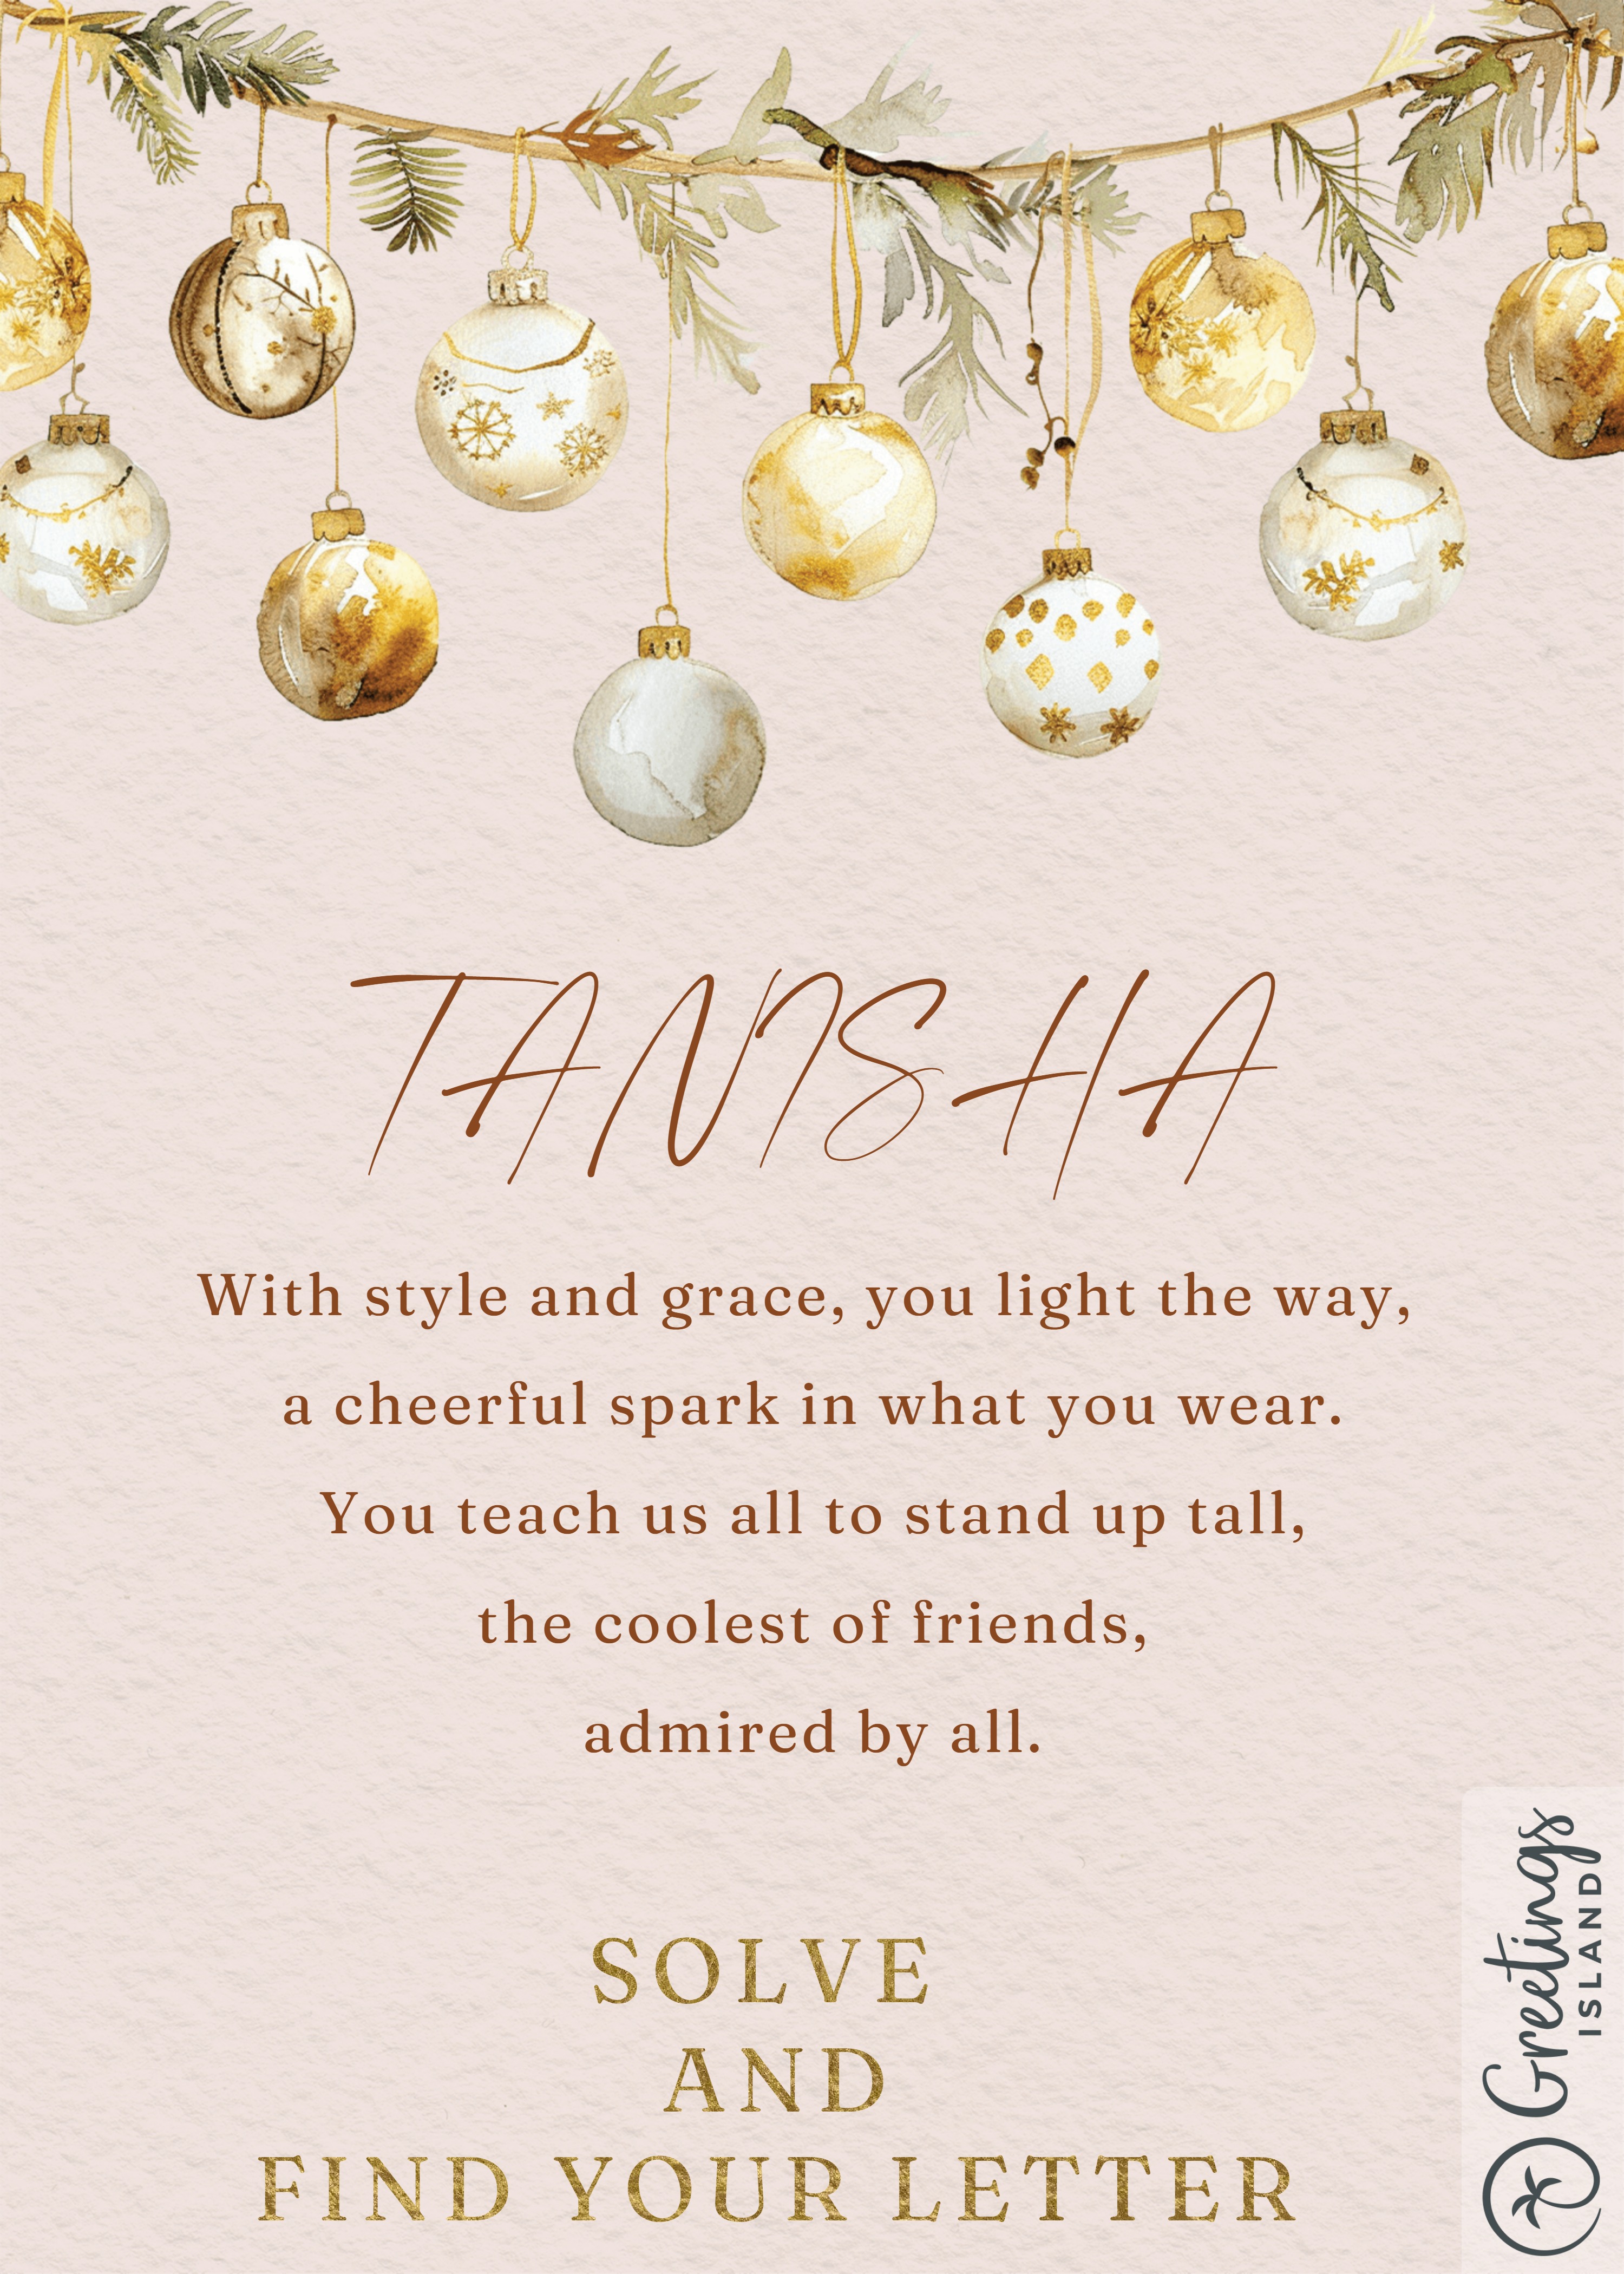 TANISHA
With style and grace, you light the way,
a cheerful spark in what you wear.
You teach us all to stand up tall,
the coolest of friends,
admired by all.
SOLVE
AND
FIND YOUR LETTER
Greetings
ISLAND